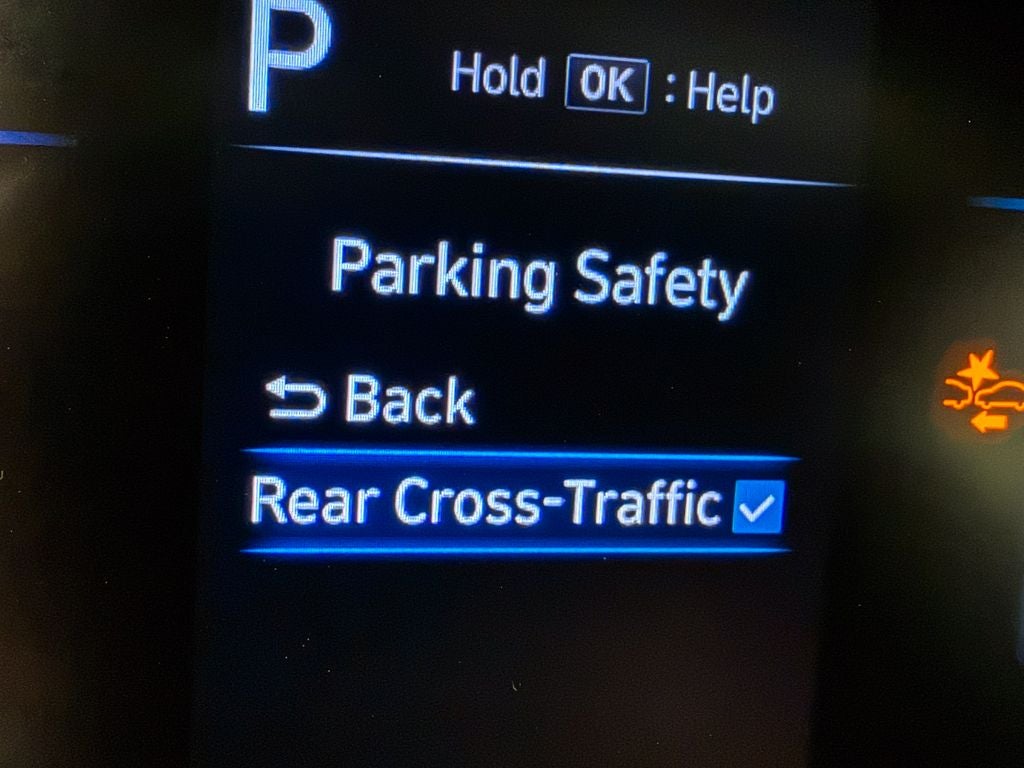 P
Hold OK : Help
Parking Safety
Back
Rear Cross-Traffic